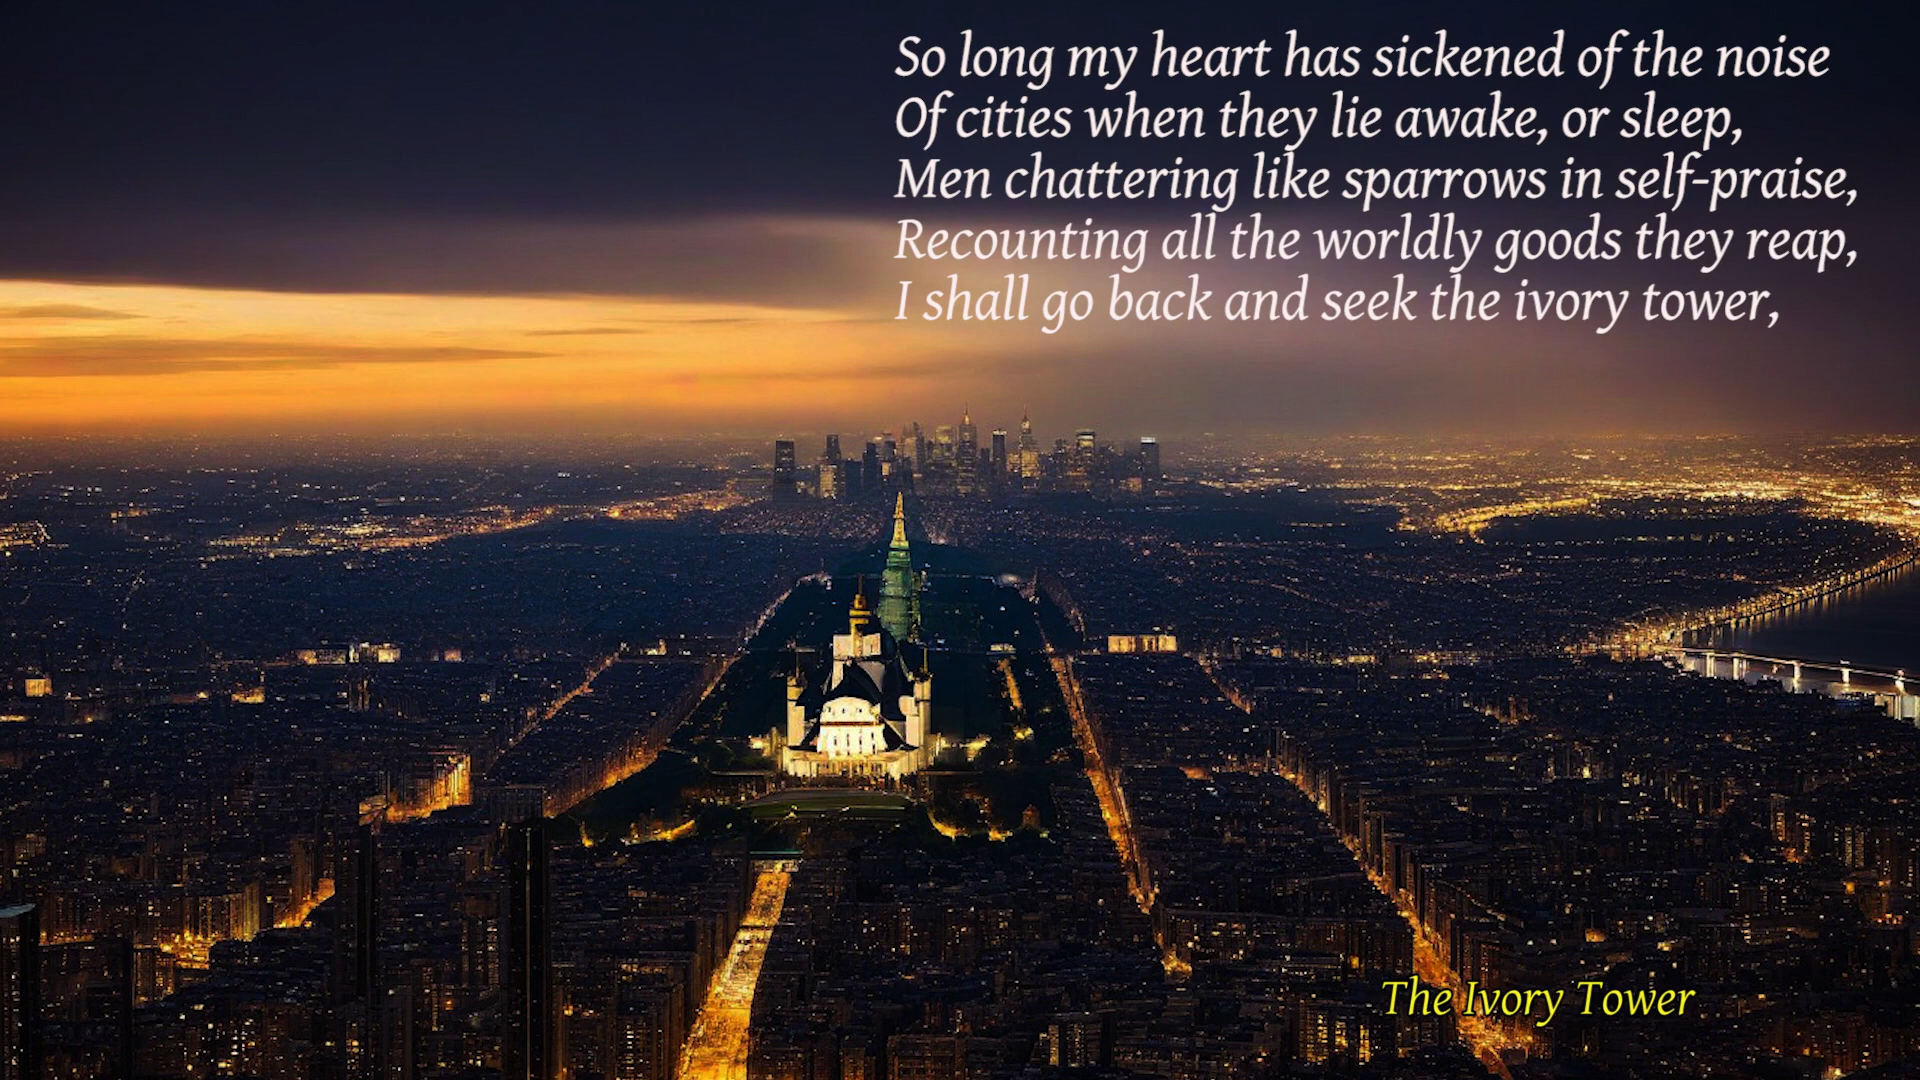 So long my heart has sickened of the noise
Of cities when they lie awake, or sleep,
Men chattering like sparrows in self-praise,
Recounting all the worldly goods they reap,
I shall go back and seek the ivory tower,
The Ivory Tower